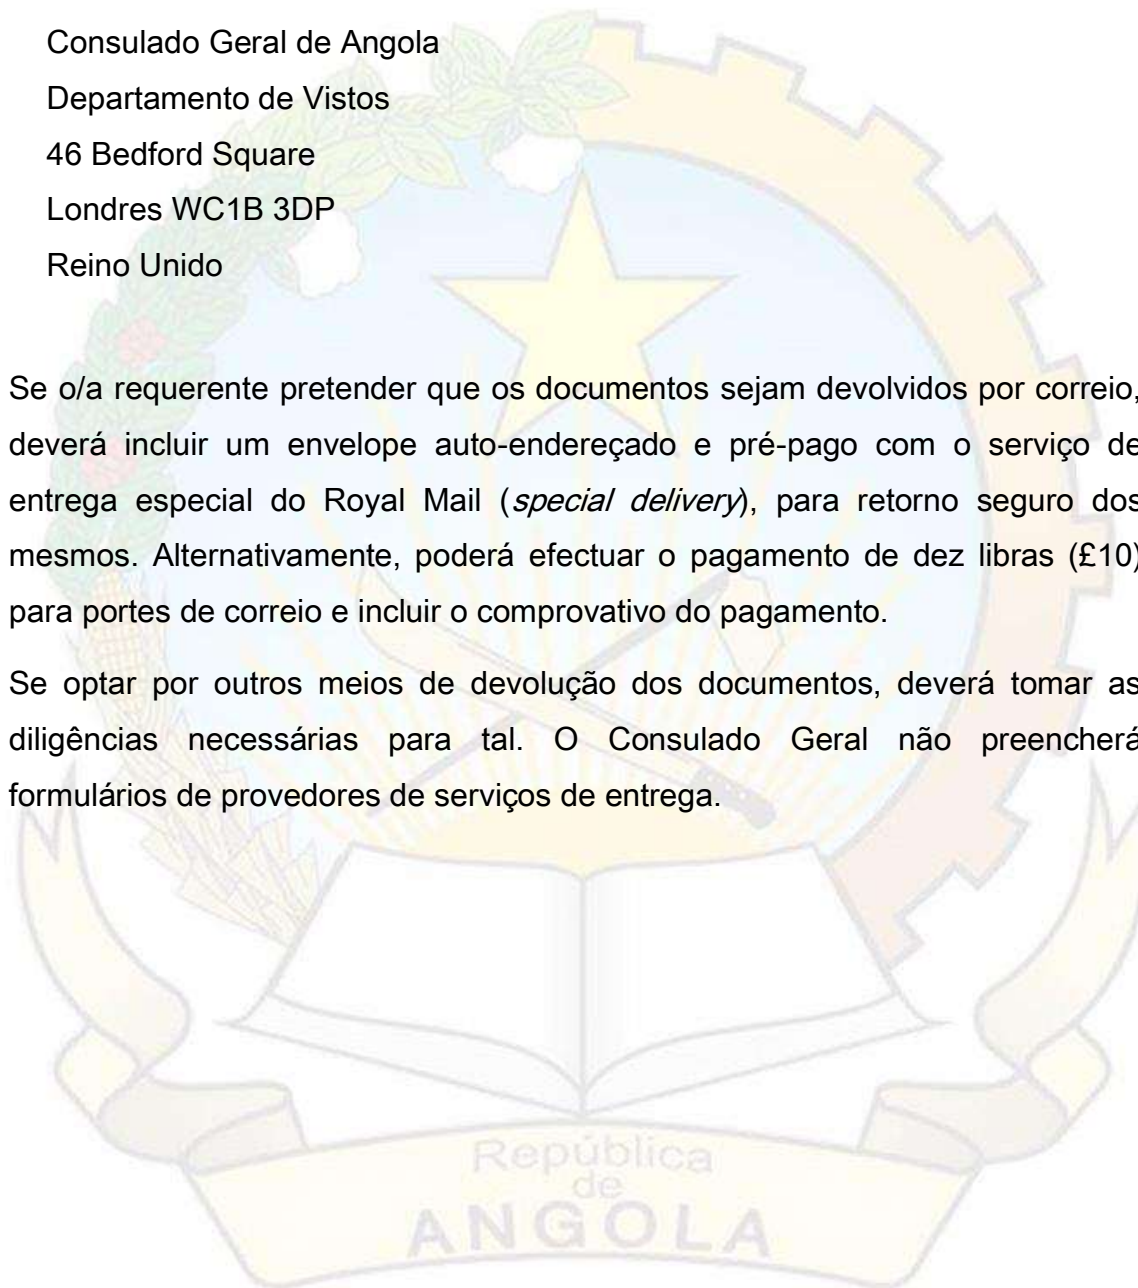 Consulado Geral de Angola
Departamento de Vistos
46 Bedford Square
Londres WC1B 3DP
Reino Unido
Se o/a requerente pretender que os documentos sejam devolvidos por correio,
deverá incluir um envelope auto-endereçado e pré-pago com o serviço de
entrega especial do Royal Mail (special delivery), para retorno seguro dos
mesmos. Alternativamente, poderá efectuar o pagamento de dez libras (£10)
para portes de correio e incluir o comprovativo do pagamento.
Se optar por outros meios de devolução dos documentos, deverá tomar as
diligências necessárias para tal. O Consulado Geral não preencherá
formulários de provedores de serviços de entrega.
República
de
ANGOLA